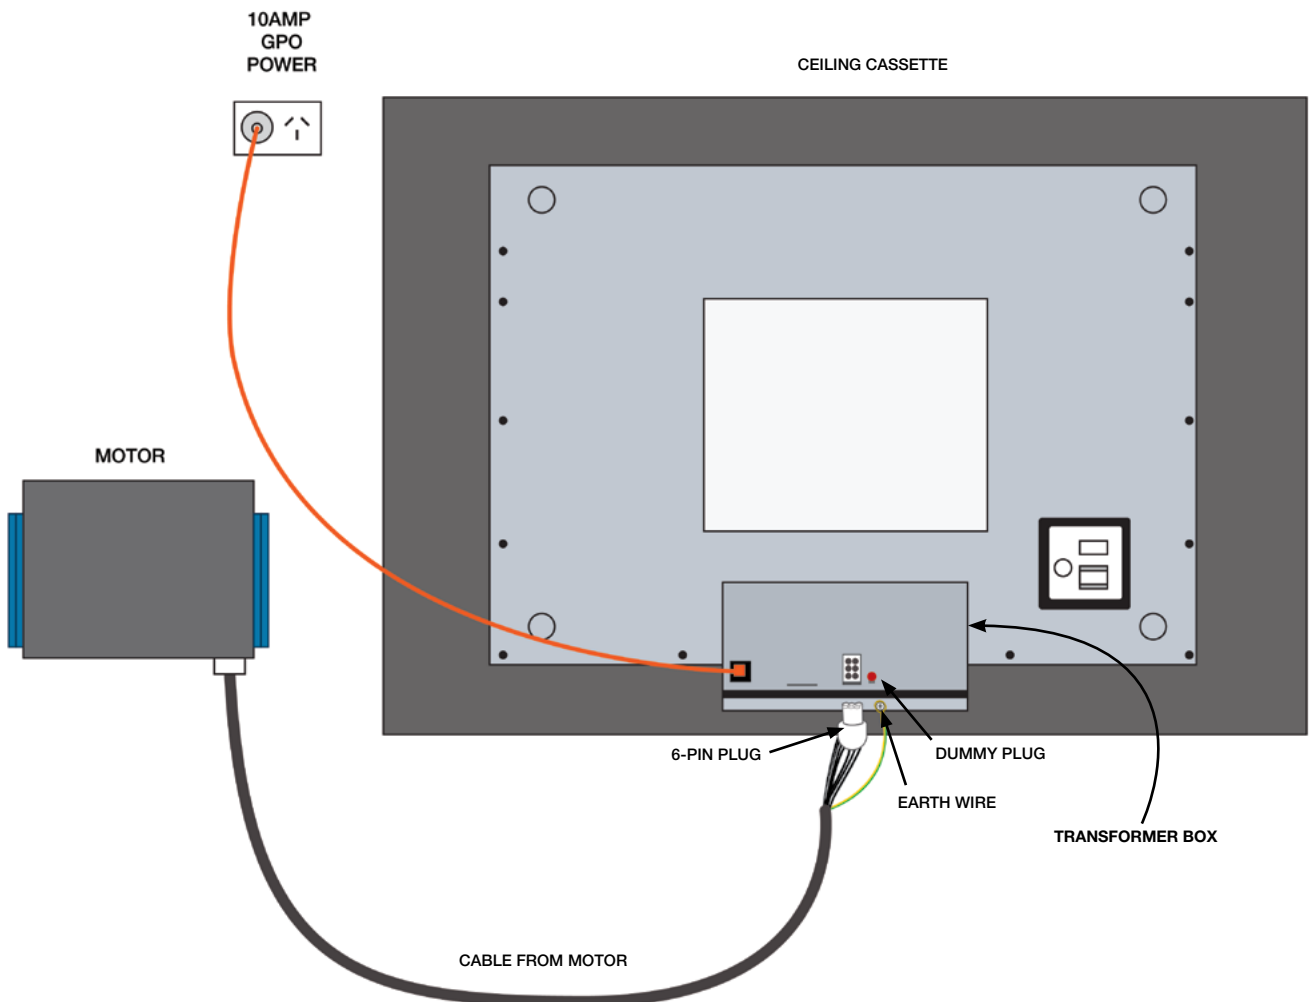 10AMP
GPO
POWER
CEILING CASSETTE
MOTOR
6-PIN PLUG
DUMMY PLUG
EARTH WIRE
TRANSFORMER BOX
CABLE FROM MOTOR